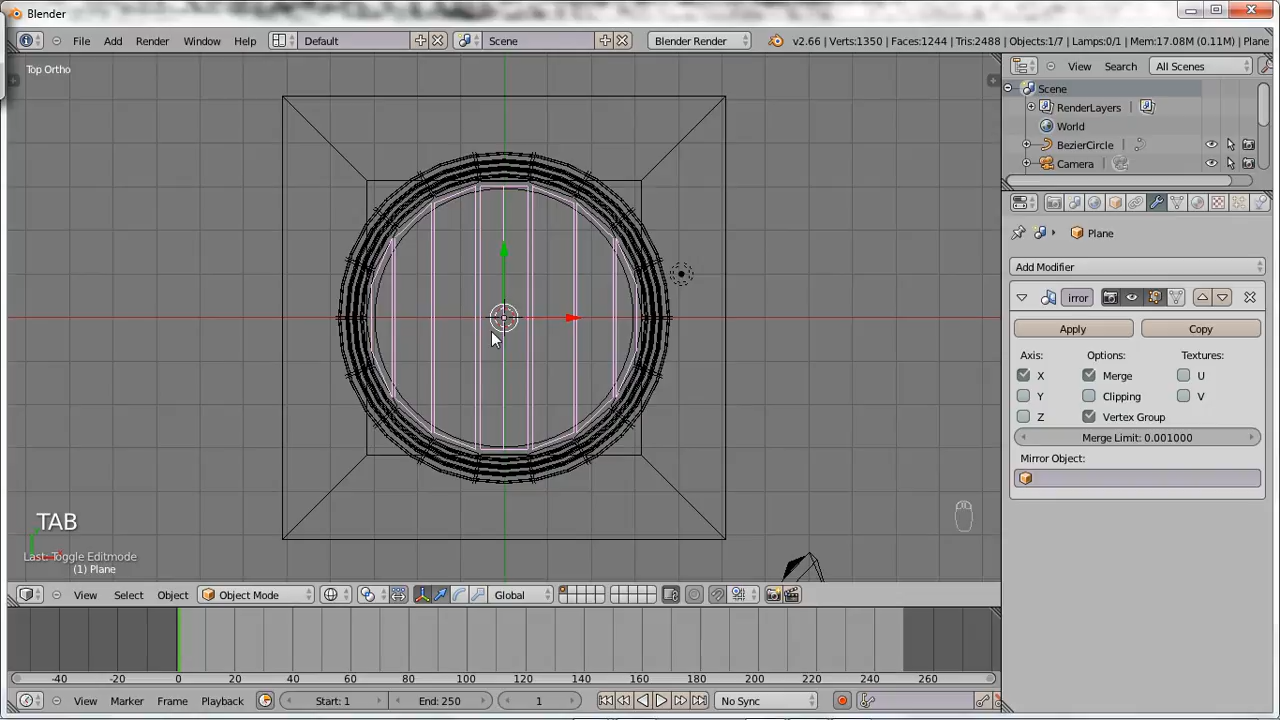 Blender
File Add Render Window Help Default Scene Blender Render v2.66 | Verts:1350 | Faces:1244 | Tris:2488 | Objects:1/7 | Lamps:0/1 | Mem:17.08M (0.11M) | Plane
Top Ortho
View Search All Scenes
Scene
RenderLayers
World
BezierCircle
Camera
Plane
Add Modifier
irror
Apply Copy
Axis: Options: Textures:
X Merge U
Y Clipping V
Z Vertex Group
Merge Limit: 0.001000
Mirror Object:
TAB
Last: Toggle Editmode
(1) Plane
View Select Object Object Mode Global
-40 -20 0 20 40 60 80 100 120 140 160 180 200 220 240 260
View Marker Frame Playback Start: 1 End: 250 1 No Sync